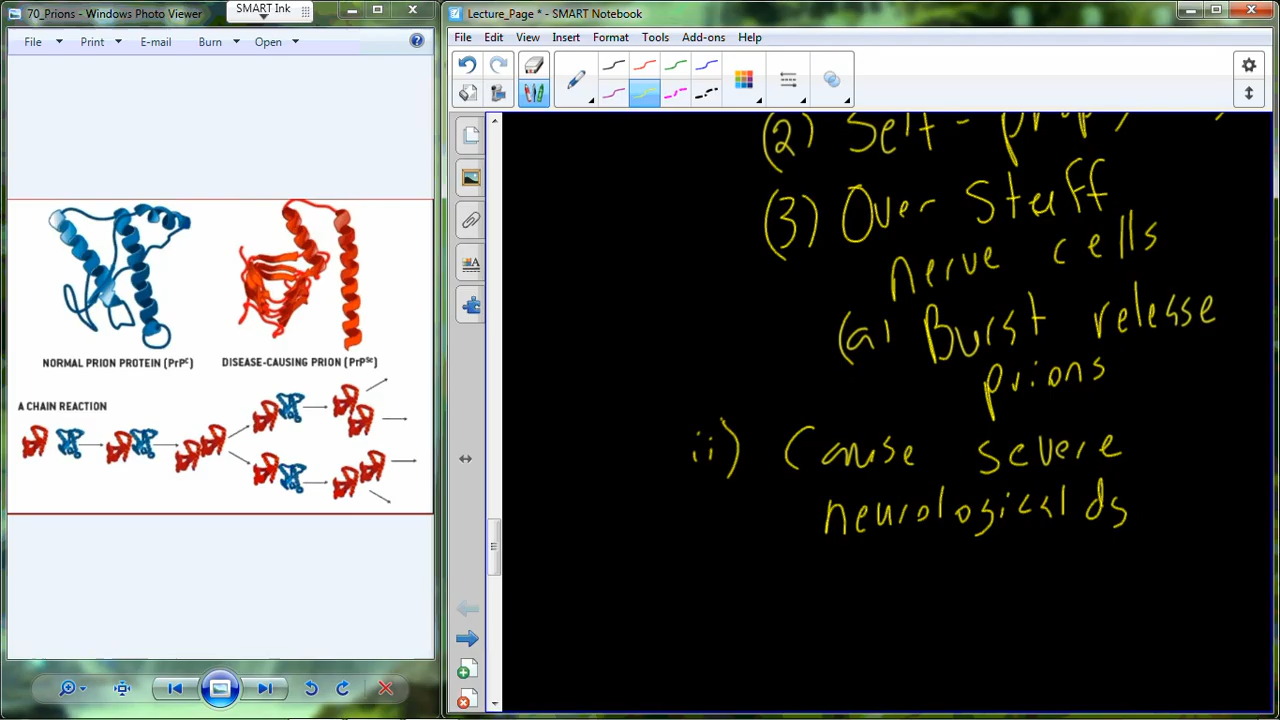 70_Prions - Windows Photo Viewer
SMART Ink
File Print E-mail Burn Open
NORMAL PRION PROTEIN (PrPC)
DISEASE-CAUSING PRION (PrPSc)
A CHAIN REACTION
Lecture_Page * - SMART Notebook
File Edit View Insert Format Tools Add-ons Help
(2) Self -
(3) Over Stuff
nerve cells
(a) Burst release
prions
ii) Cause severe
neurological ds